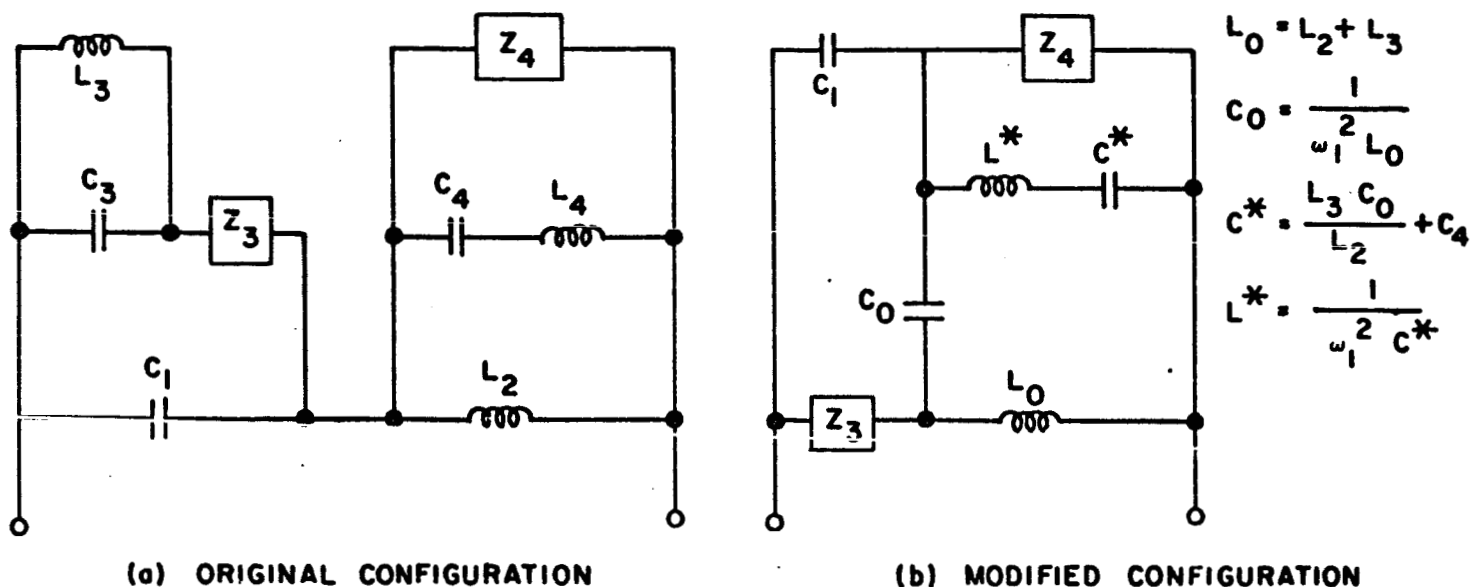 L3
C3
Z3
C1
Z4
C4
L4
L2
(a) ORIGINAL CONFIGURATION
C1
Z4
L*
C*
C0
L0
Z3
(b) MODIFIED CONFIGURATION
L0 = L2 + L3
C0 = 1 / ω1² L0
C* = L3 C0 / L2 + C4
L* = 1 / ω1² C*